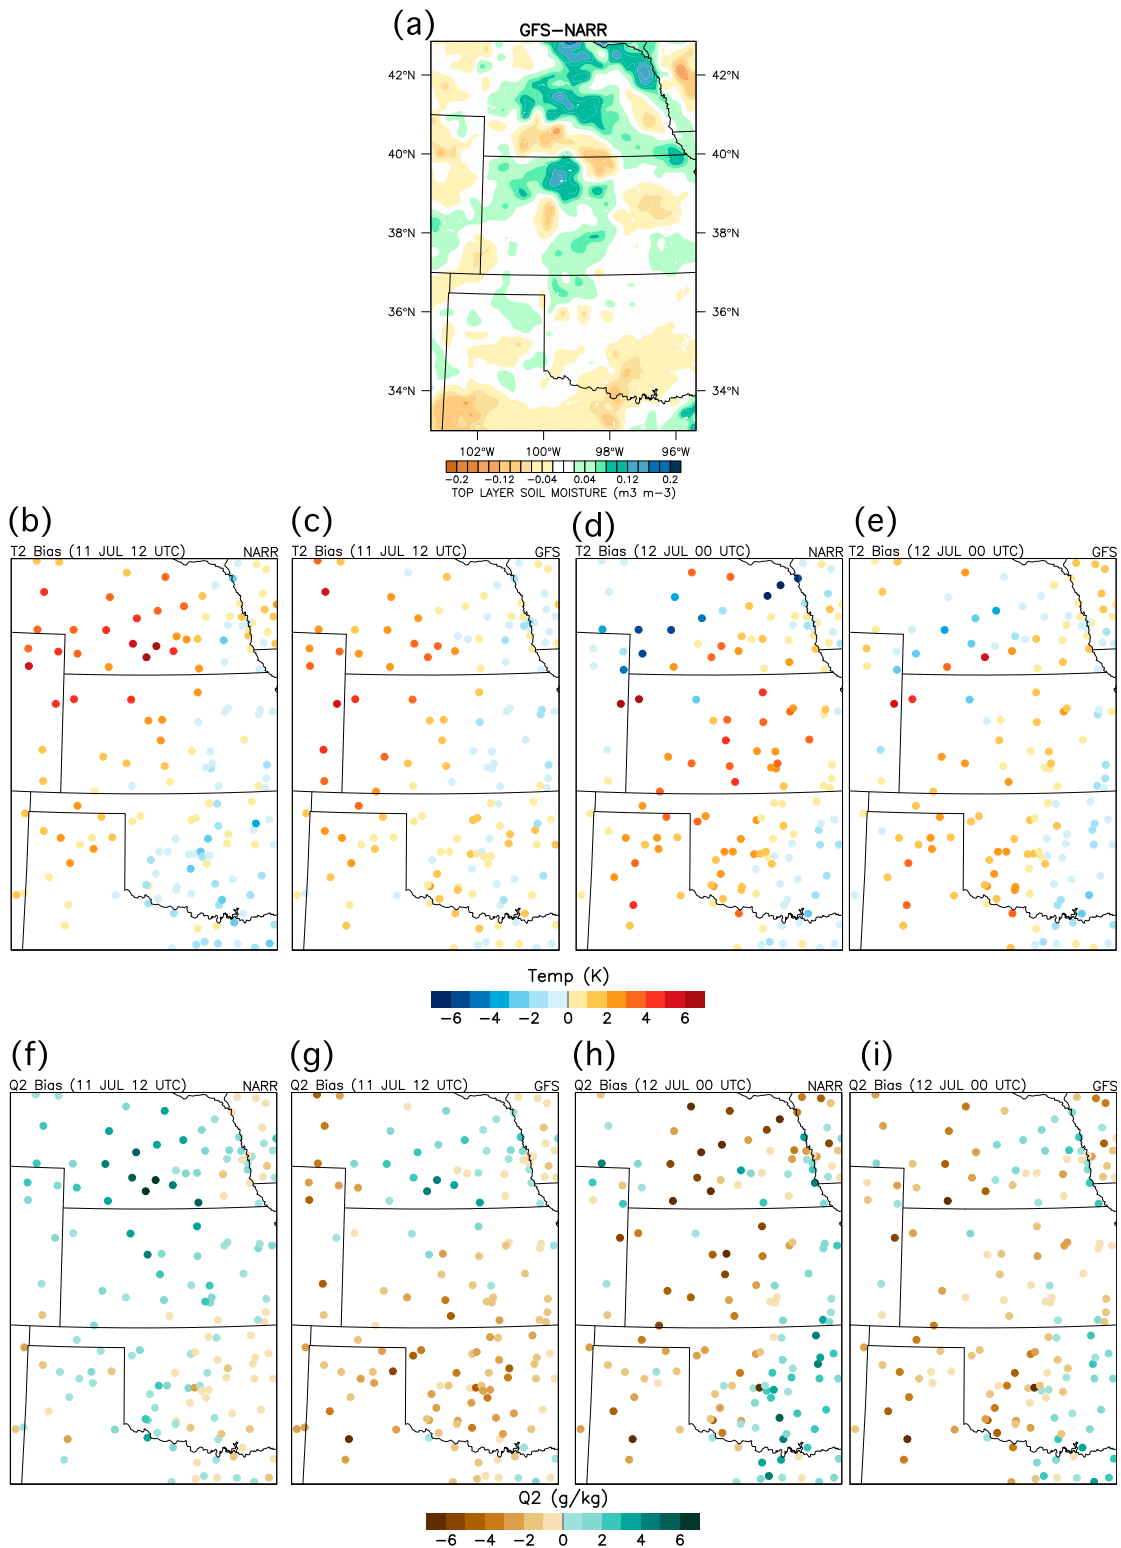 (a)
GFS−NARR
42°N 42°N
40°N 40°N
38°N 38°N
36°N 36°N
34°N 34°N
102°W 100°W 98°W 96°W
−0.2 −0.12 −0.04 0.04 0.12 0.2
TOP LAYER SOIL MOISTURE (m3 m−3)
(b) (c) (d) (e)
T2 Bias (11 JUL 12 UTC) NARR T2 Bias (11 JUL 12 UTC) GFS T2 Bias (12 JUL 00 UTC) NARR T2 Bias (12 JUL 00 UTC) GFS
Temp (K)
−6 −4 −2 0 2 4 6
(f) (g) (h) (i)
Q2 Bias (11 JUL 12 UTC) NARR Q2 Bias (11 JUL 12 UTC) GFS Q2 Bias (12 JUL 00 UTC) NARR Q2 Bias (12 JUL 00 UTC) GFS
Q2 (g/kg)
−6 −4 −2 0 2 4 6